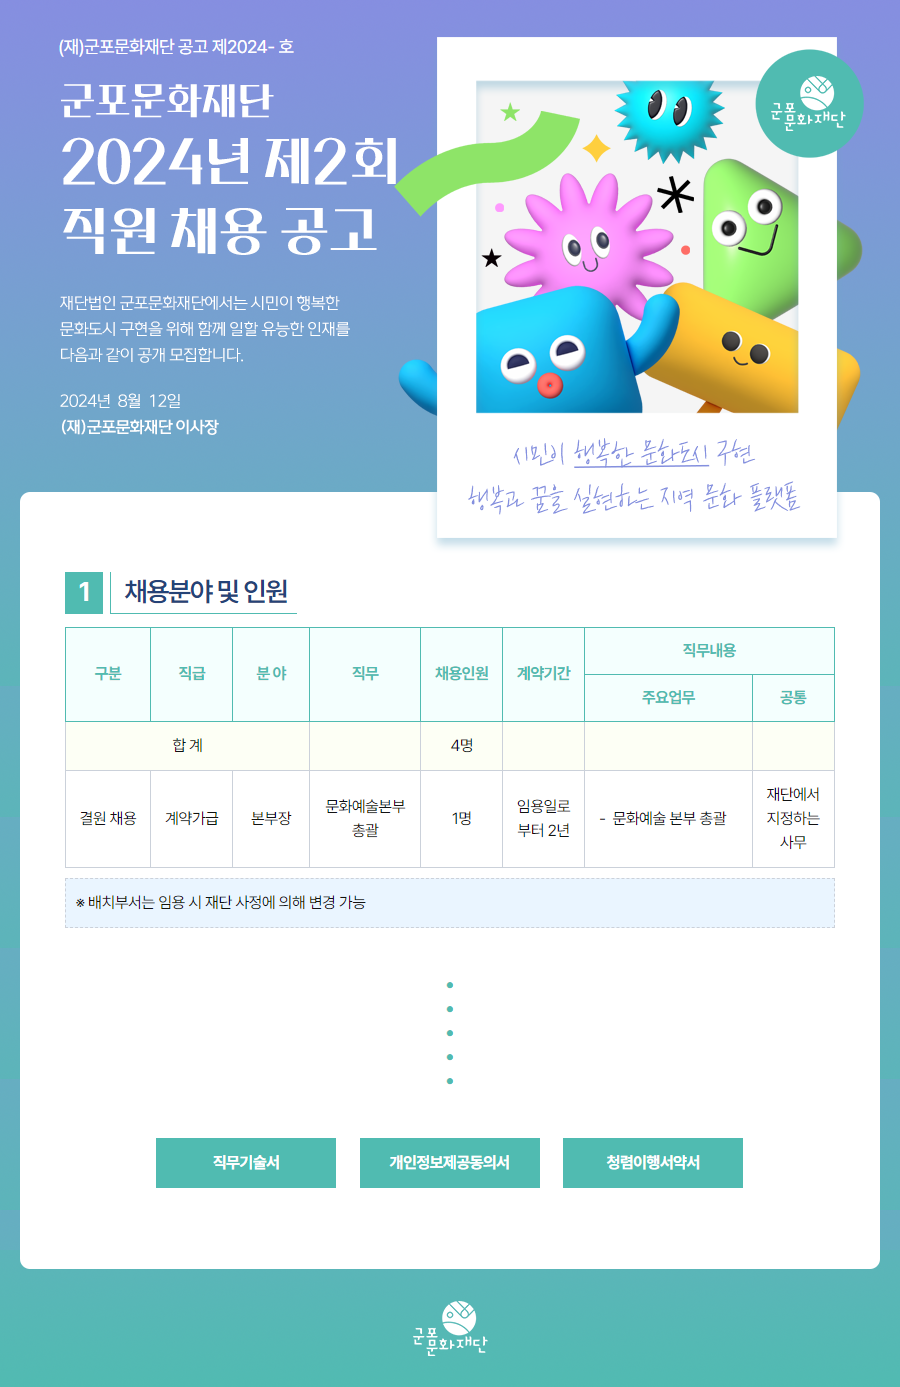 (재)군포문화재단 공고 제2024- 호
군포문화재단
2024년 제2회
직원 채용 공고
재단법인 군포문화재단에서는 시민이 행복한
문화도시 구현을 위해 함께 일할 유능한 인재를
다음과 같이 공개 모집합니다.
2024년 8월 12일
(재)군포문화재단 이사장
군포
문화재단
시민이 행복한 문화도시 구현
행복과 꿈을 실현하는 지역 문화 플랫폼
1 채용분야 및 인원
구분 직급 분 야 직무 채용인원 계약기간 직무내용
주요업무 공통
합 계 4명
결원 채용 계약가급 본부장 문화예술본부
총괄 1명 임용일로
부터 2년 - 문화예술 본부 총괄 재단에서
지정하는
사무
※ 배치부서는 임용 시 재단 사정에 의해 변경 가능
직무기술서 개인정보제공동의서 청렴이행서약서
군포
문화재단